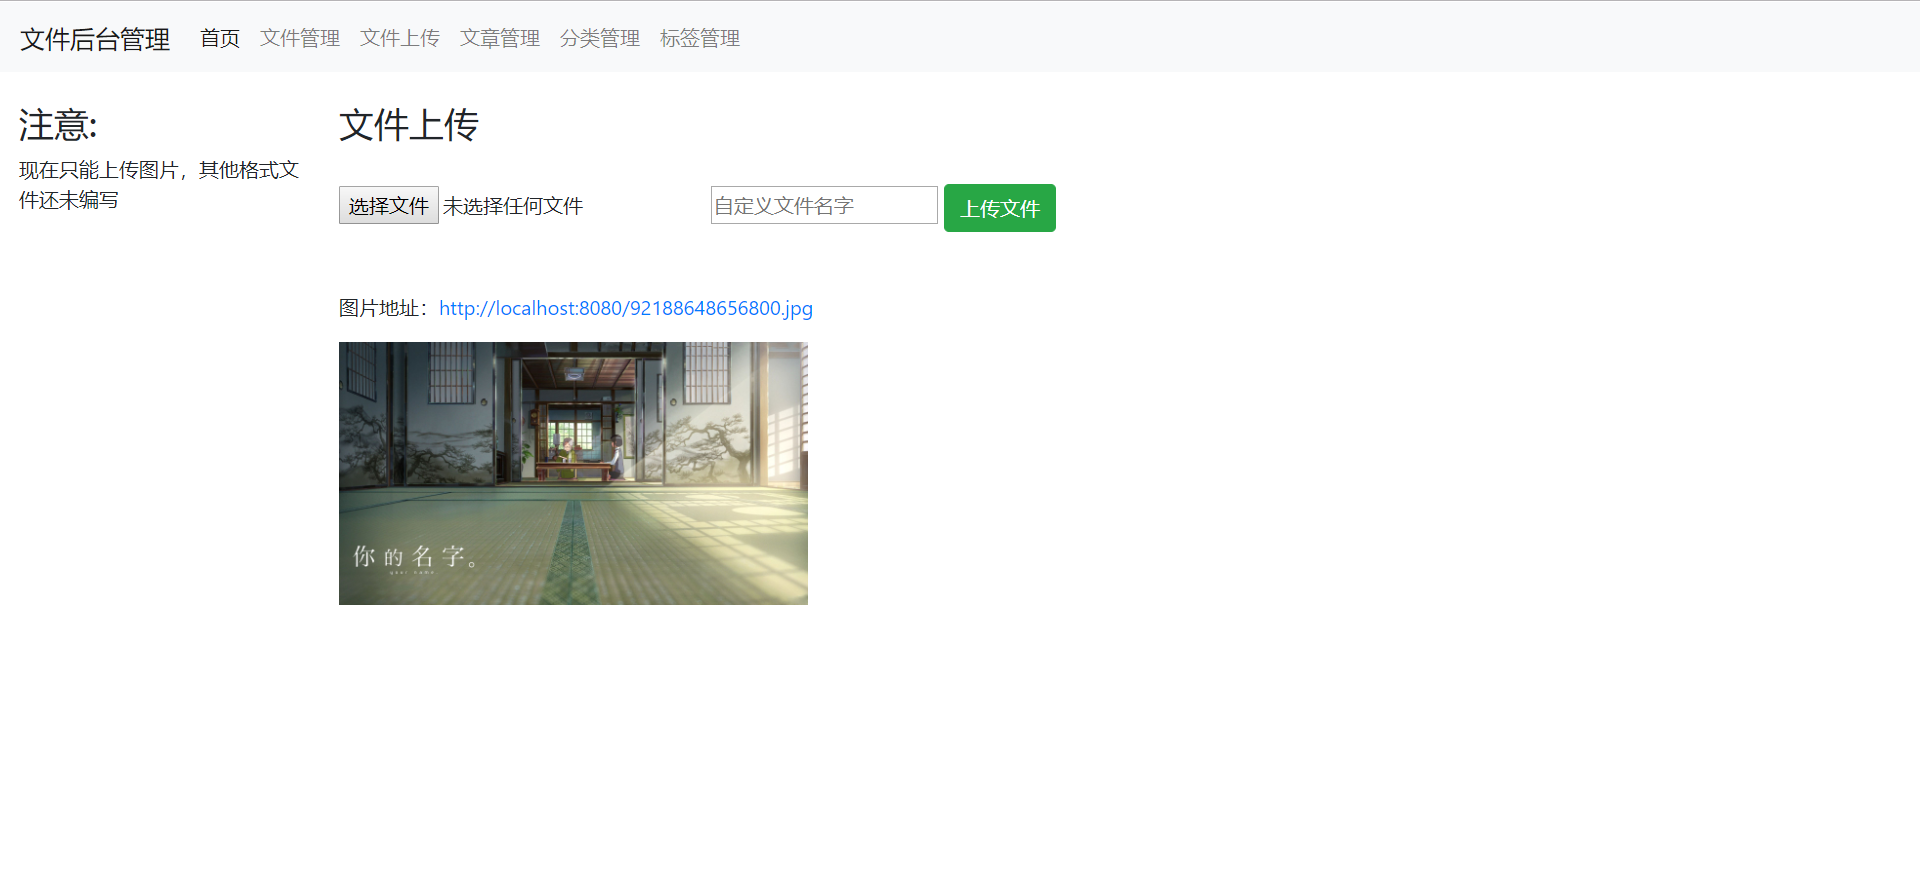 文件后台管理 首页 文件管理 文件上传 文章管理 分类管理 标签管理
注意:
现在只能上传图片，其他格式文
件还未编写
文件上传
选择文件 未选择任何文件 自定义文件名字 上传文件
图片地址：http://localhost:8080/92188648656800.jpg
你的名字。
your name.